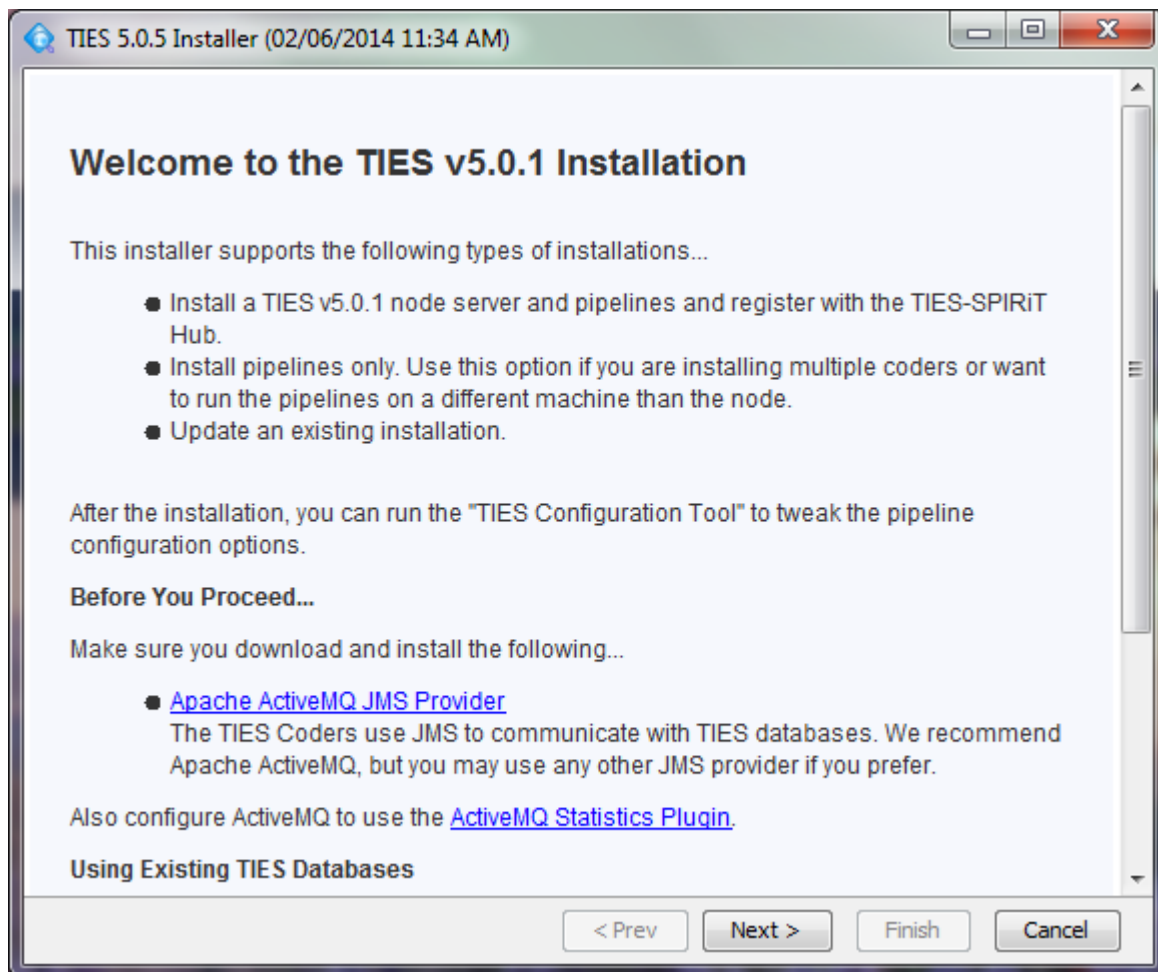 TIES 5.0.5 Installer (02/06/2014 11:34 AM)
Welcome to the TIES v5.0.1 Installation
This installer supports the following types of installations...
Install a TIES v5.0.1 node server and pipelines and register with the TIES-SPIRiT
Hub.
Install pipelines only. Use this option if you are installing multiple coders or want
to run the pipelines on a different machine than the node.
Update an existing installation.
After the installation, you can run the "TIES Configuration Tool" to tweak the pipeline
configuration options.
Before You Proceed...
Make sure you download and install the following...
Apache ActiveMQ JMS Provider
The TIES Coders use JMS to communicate with TIES databases. We recommend
Apache ActiveMQ, but you may use any other JMS provider if you prefer.
Also configure ActiveMQ to use the ActiveMQ Statistics Plugin.
Using Existing TIES Databases
< Prev
Next >
Finish
Cancel